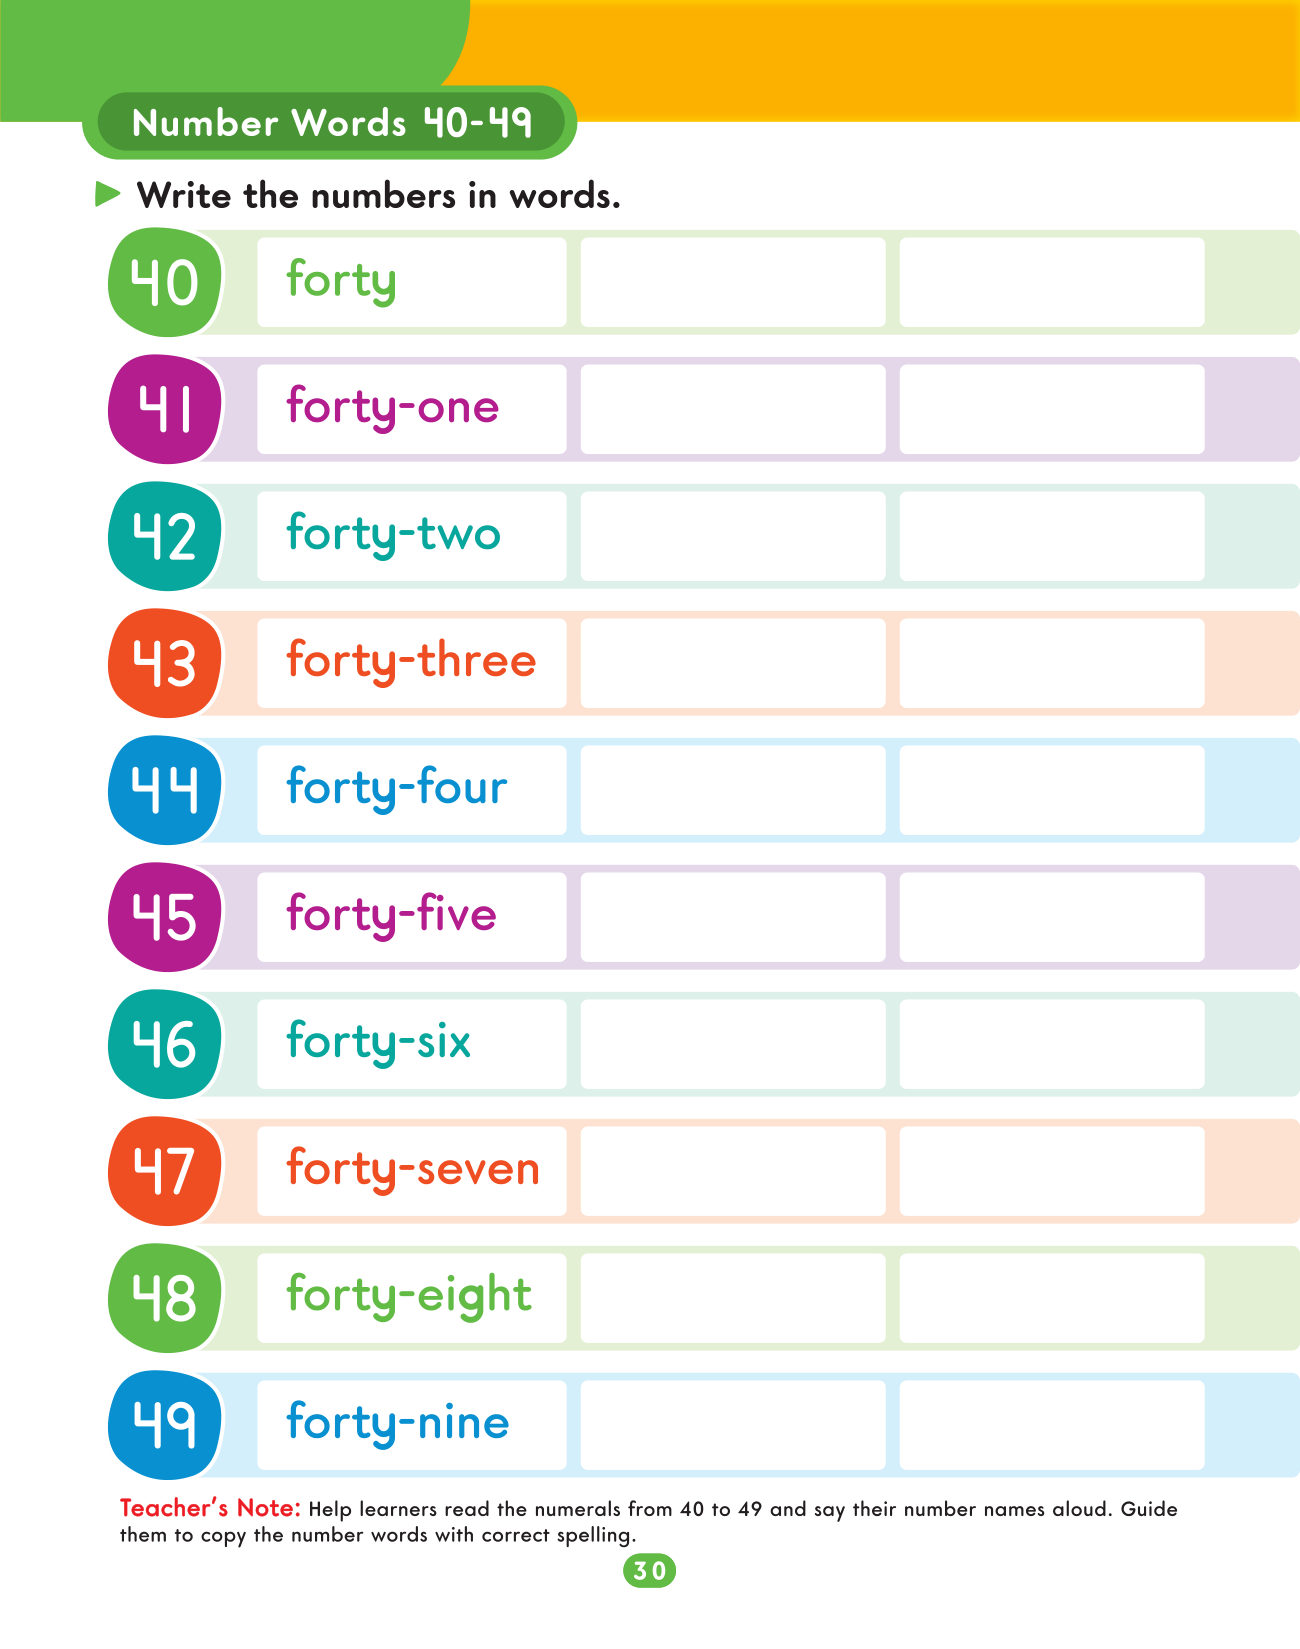 Number Words 40-49
Write the numbers in words.
40 forty
41 forty-one
42 forty-two
43 forty-three
44 forty-four
45 forty-five
46 forty-six
47 forty-seven
48 forty-eight
49 forty-nine
Teacher's Note: Help learners read the numerals from 40 to 49 and say their number names aloud. Guide
them to copy the number words with correct spelling.
30